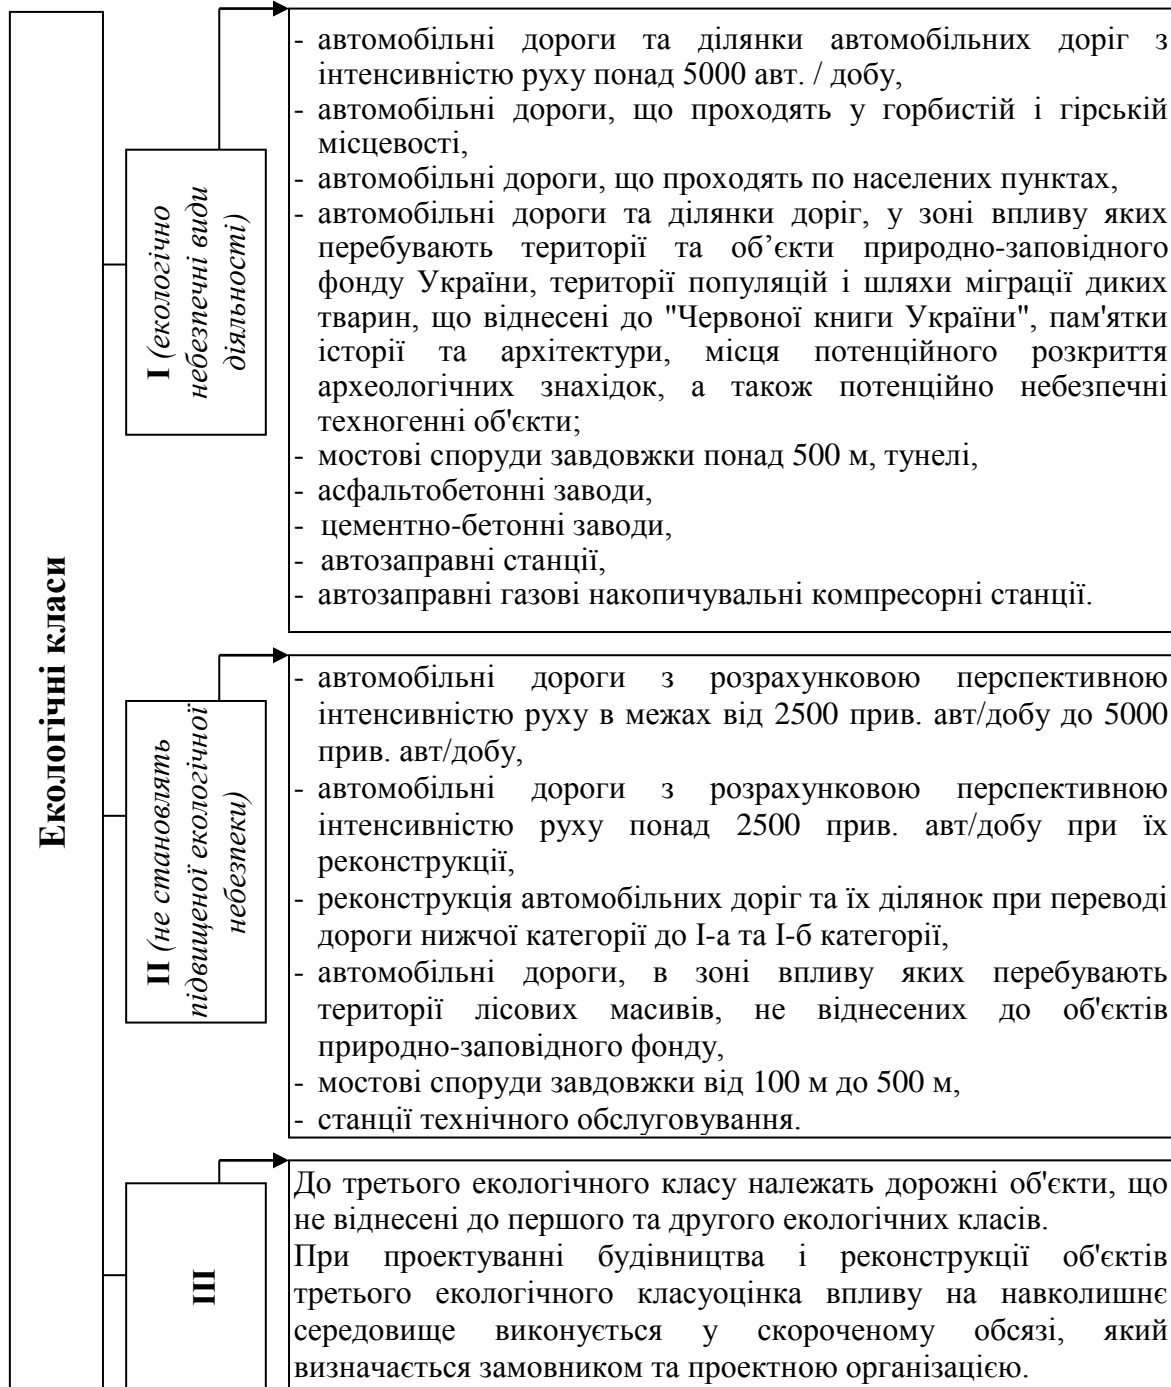 Екологічні класи
I (екологічно
небезпечні види
діяльності)
- автомобільні дороги та ділянки автомобільних доріг з
інтенсивністю руху понад 5000 авт. / добу,
- автомобільні дороги, що проходять у горбистій і гірській
місцевості,
- автомобільні дороги, що проходять по населених пунктах,
- автомобільні дороги та ділянки доріг, у зоні впливу яких
перебувають території та об’єкти природно-заповідного
фонду України, території популяцій і шляхи міграції диких
тварин, що віднесені до "Червоної книги України", пам'ятки
історії та архітектури, місця потенційного розкриття
археологічних знахідок, а також потенційно небезпечні
техногенні об'єкти;
- мостові споруди завдовжки понад 500 м, тунелі,
- асфальтобетонні заводи,
- цементно-бетонні заводи,
- автозаправні станції,
- автозаправні газові накопичувальні компресорні станції.
II (не становлять
підвищеної екологічної
небезпеки)
- автомобільні дороги з розрахунковою перспективною
інтенсивністю руху в межах від 2500 прив. авт/добу до 5000
прив. авт/добу,
- автомобільні дороги з розрахунковою перспективною
інтенсивністю руху понад 2500 прив. авт/добу при їх
реконструкції,
- реконструкція автомобільних доріг та їх ділянок при переводі
дороги нижчої категорії до І-а та І-б категорії,
- автомобільні дороги, в зоні впливу яких перебувають
території лісових масивів, не віднесених до об'єктів
природно-заповідного фонду,
- мостові споруди завдовжки від 100 м до 500 м,
- станції технічного обслуговування.
III
До третього екологічного класу належать дорожні об'єкти, що
не віднесені до першого та другого екологічних класів.
При проектуванні будівництва і реконструкції об'єктів
третього екологічного класуоцінка впливу на навколишнє
середовище виконується у скороченому обсязі, який
визначається замовником та проектною організацією.